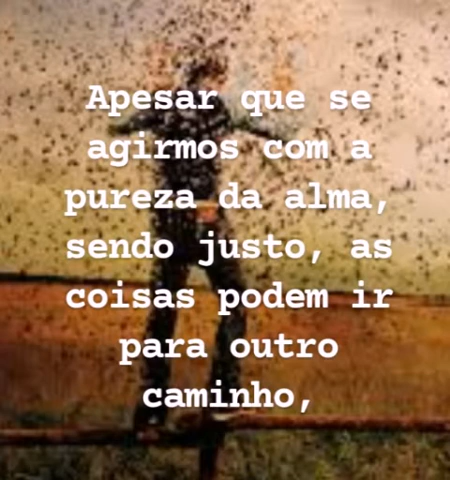 Apesar que se
agirmos com a
pureza da alma,
sendo justo, as
coisas podem ir
para outro
caminho,